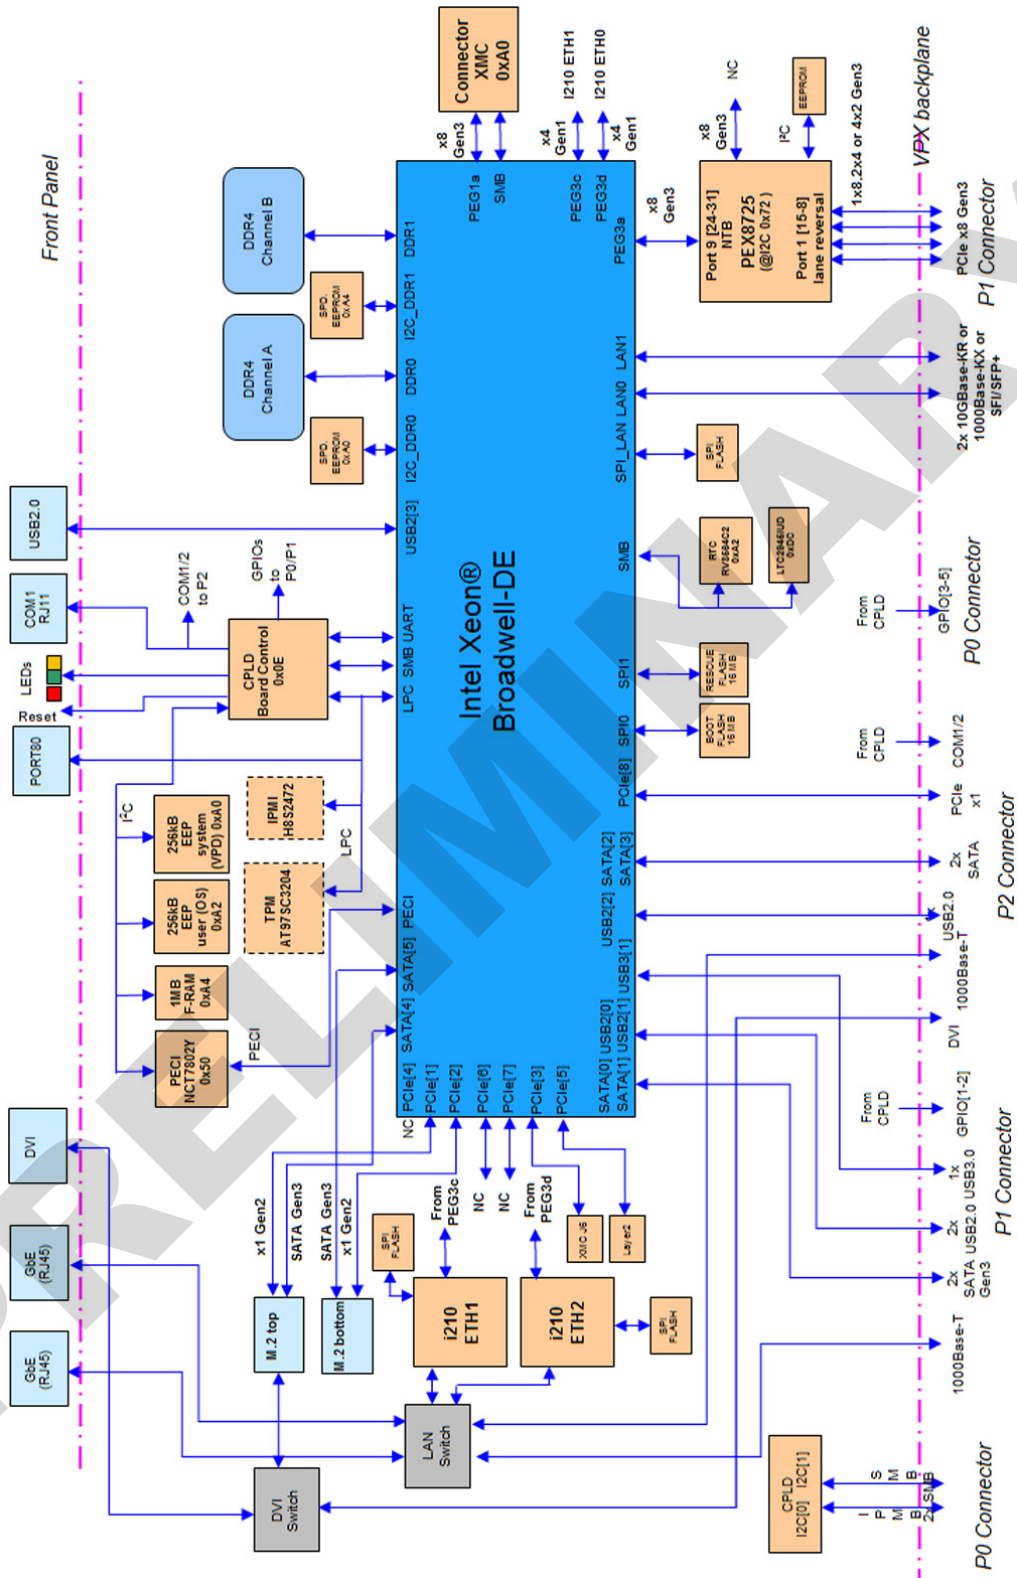 Front Panel
USB2.0
COM1
RJ11
LEDs
Reset
PORT80
DVI
GbE
(RJ45)
GbE
(RJ45)
Connector
XMC
0xA0
x8
Gen3
I210 ETH1
I210 ETH0
x4
Gen1
x4
Gen1
DDR4
Channel B
SPD.
EEPROM
0xA4
DDR4
Channel A
SPD.
EEPROM
0xA0
COM1/2
to P2
GPIOs
to
P0/P1
CPLD
Board Control
0x0E
I²C
256kB
EEP
system
(VPD) 0xA0
256kB
EEP
user (OS)
0xA2
1MB
F-RAM
0xA4
PECI
NCT7802Y
0x50
IPMI
H8S2472
TPM
AT97SC3204
LPC
PECI
PEG1a
SMB
PEG3c
PEG3d
PEG3a
DDR1
I2C_DDR1
DDR0
I2C_DDR0
USB2[3]
LPC SMB UART
PECI
SATA[5]
SATA[4]
NC PCIe[4]
PCIe[1]
PCIe[2]
PCIe[6]
PCIe[7]
PCIe[3]
PCIe[5]
Intel Xeon®
Broadwell-DE
LAN1
LAN0
SPI_LAN
SMB
SPI1
SPI0
PCIe[8]
SATA[2]
SATA[3]
USB2[2]
USB3[1]
USB2[0]
USB2[1]
SATA[0]
SATA[1]
x8
Gen3
Port 9 [24-31]
NTB
PEX8725
(@I2C 0x72 )
Port 1 [15-8]
lane reversal
x8
Gen3
NC
I²C
EEPROM
1x8.2x4 or 4x2 Gen3
SPI
FLASH
RTC
RV3S84C2
0xA2
LTC2945IUD
0xDC
RESCUE
FLASH
16 MB
BOOT
FLASH
16 MB
x1 Gen2
SATA Gen3
SATA Gen3
x1 Gen2
M.2 top
M.2 bottom
SPI
FLASH
From
PEG3c
NC
NC
From
PEG3d
XMC J6
Layer2
i210
ETH1
i210
ETH2
SPI
FLASH
LAN
Switch
DVI
Switch
CPLD
I2C[0] I2C[1]
VPX backplane
PCIe x8 Gen3
P1 Connector
2x 10GBase-KR or
1000Base-KX or
SFI/SFP+
From
CPLD
GPIO[3-5]
P0 Connector
From
CPLD
COM1/2
PCIe
x1
2x
SATA
P2 Connector
USB2.0
1000Base-T
DVI
From
CPLD
GPIO[1-2]
1x
USB3.0
P1 Connector
2x
USB2.0
2x
SATA
Gen3
1000Base-T
S
M
B
I
P
M
B
2x SMB
P0 Connector
PRELIMINARY